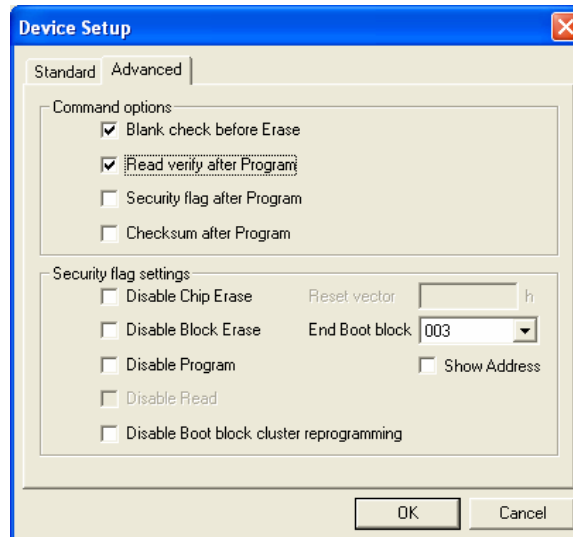 Device Setup
Standard
Advanced
Command options
Blank check before Erase
Read verify after Program
Security flag after Program
Checksum after Program
Security flag settings
Disable Chip Erase Reset vector h
Disable Block Erase End Boot block 003
Disable Program Show Address
Disable Read
Disable Boot block cluster reprogramming
OK Cancel